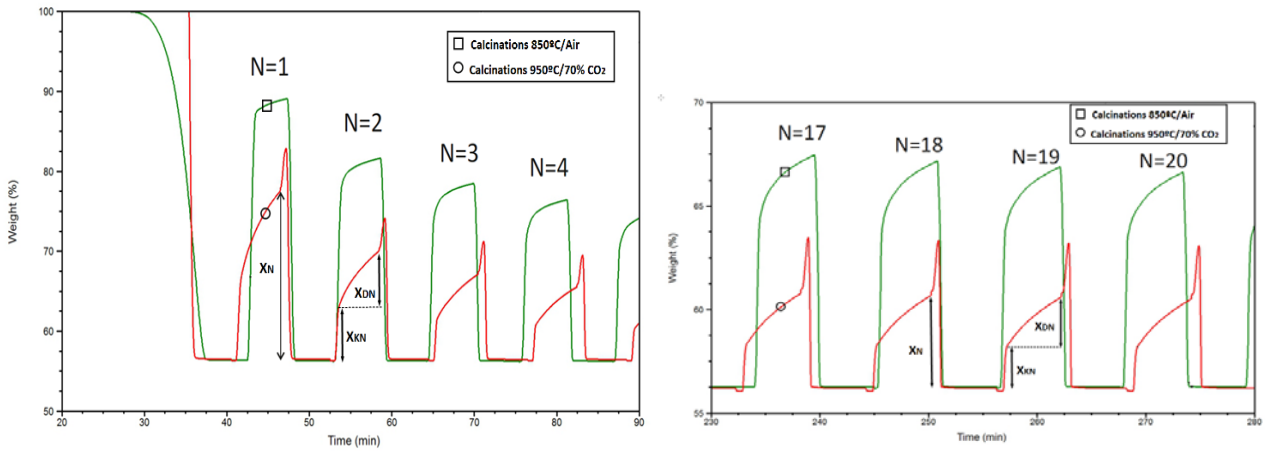 100
90
80
70
60
50
Weight (%)
20
30
40
50
60
70
80
90
Time (min)
N=1
N=2
N=3
N=4
XN
XDN
XKN
Calcinations 850ºC/Air
Calcinations 950ºC/70% CO2
70
65
60
55
Weight (%)
230
240
250
260
270
280
Time (min)
N=17
N=18
N=19
N=20
XN
XDN
XKN
Calcinations 850ºC/Air
Calcinations 950ºC/70% CO2